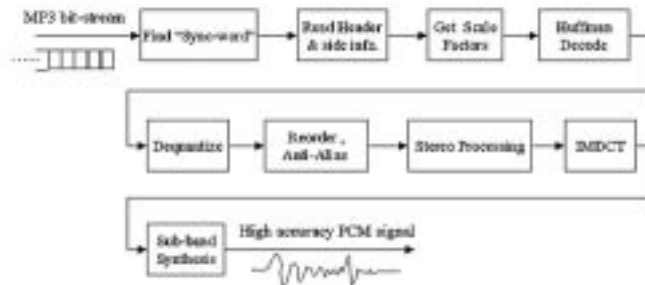 MP3 bit-stream
Find "Sync-word"
Read Header
& side info.
Get Scale
Factors
Huffman
Decode
Dequantize
Reorder,
Anti-Alias
Stereo Processing
IMDCT
Sub-band
Synthesis
High accuracy PCM signal